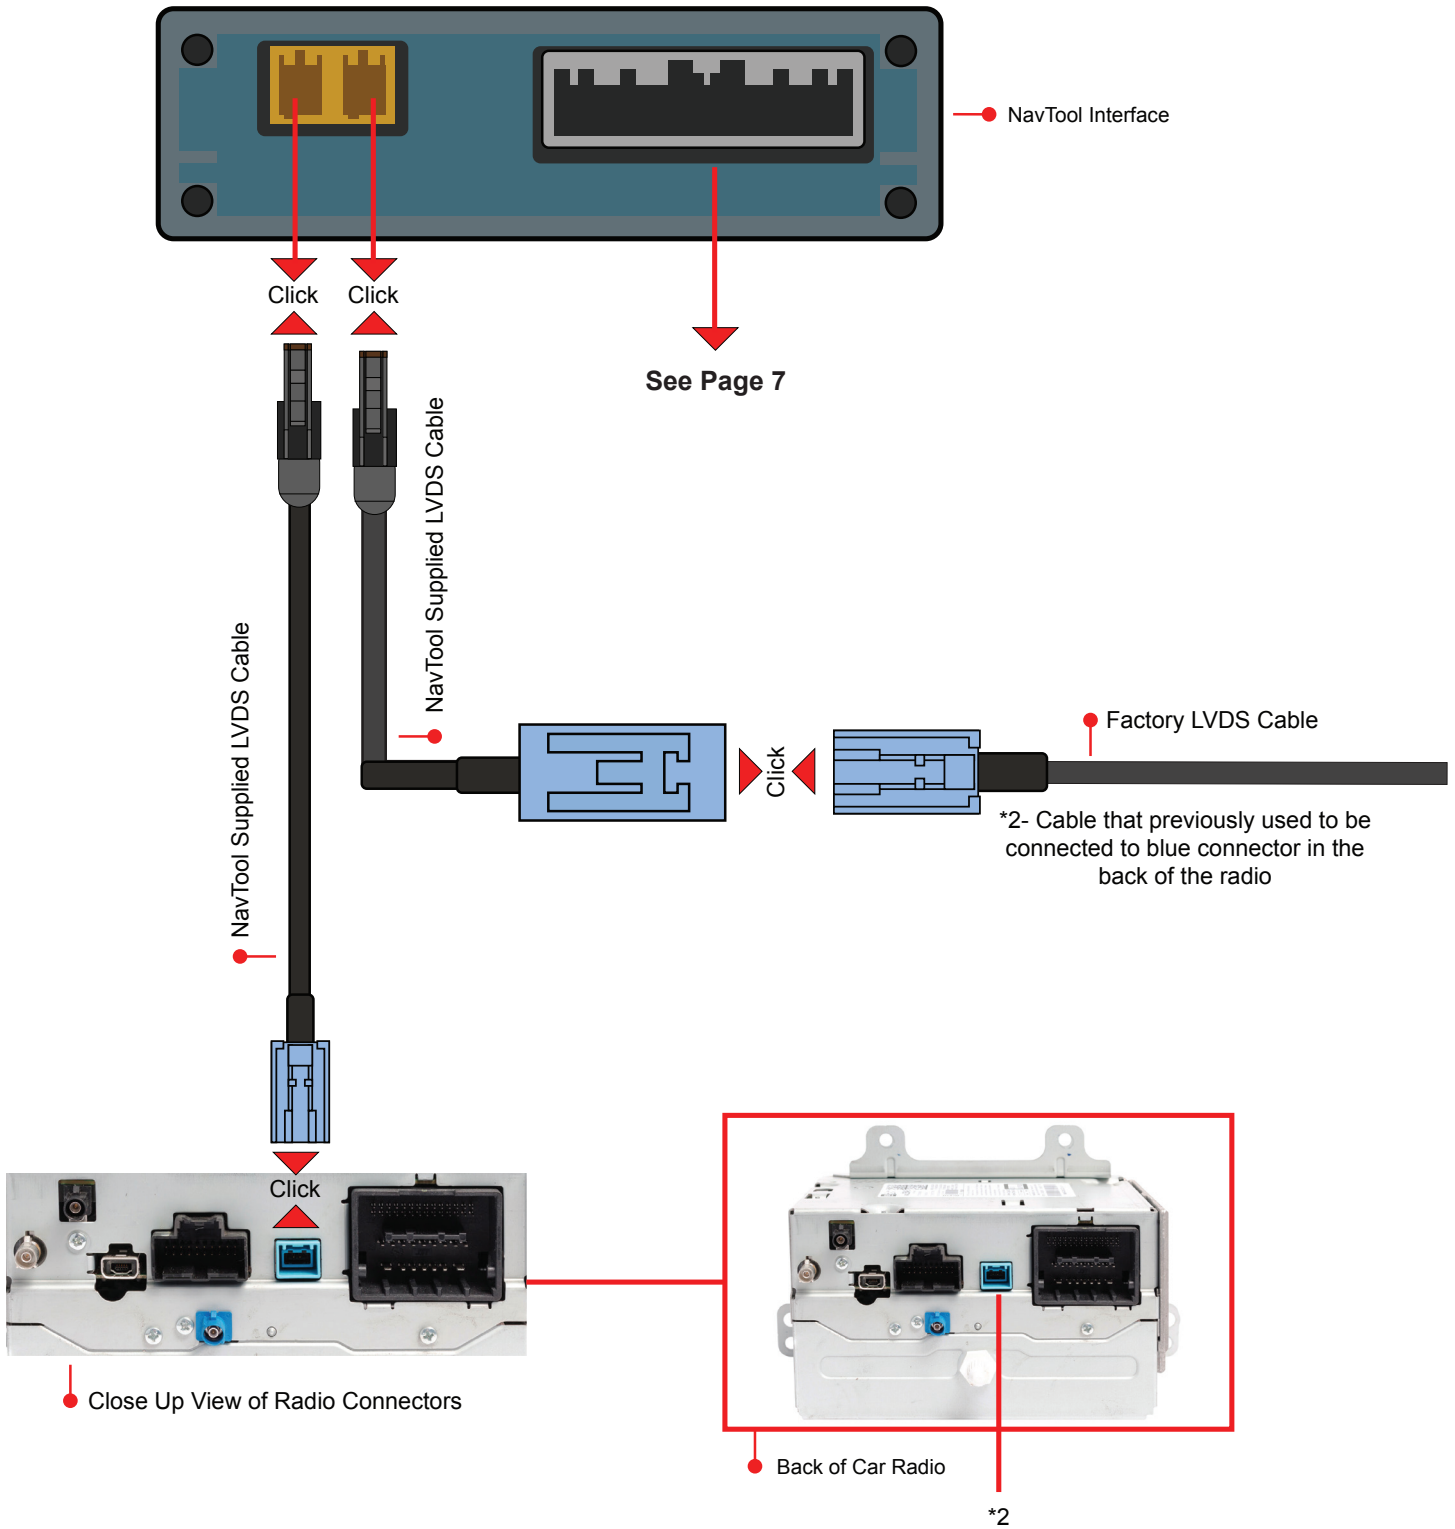 NavTool Interface
Click
Click
See Page 7
NavTool Supplied LVDS Cable
NavTool Supplied LVDS Cable
Factory LVDS Cable
Click
*2- Cable that previously used to be
connected to blue connector in the
back of the radio
Click
Close Up View of Radio Connectors
Back of Car Radio
*2